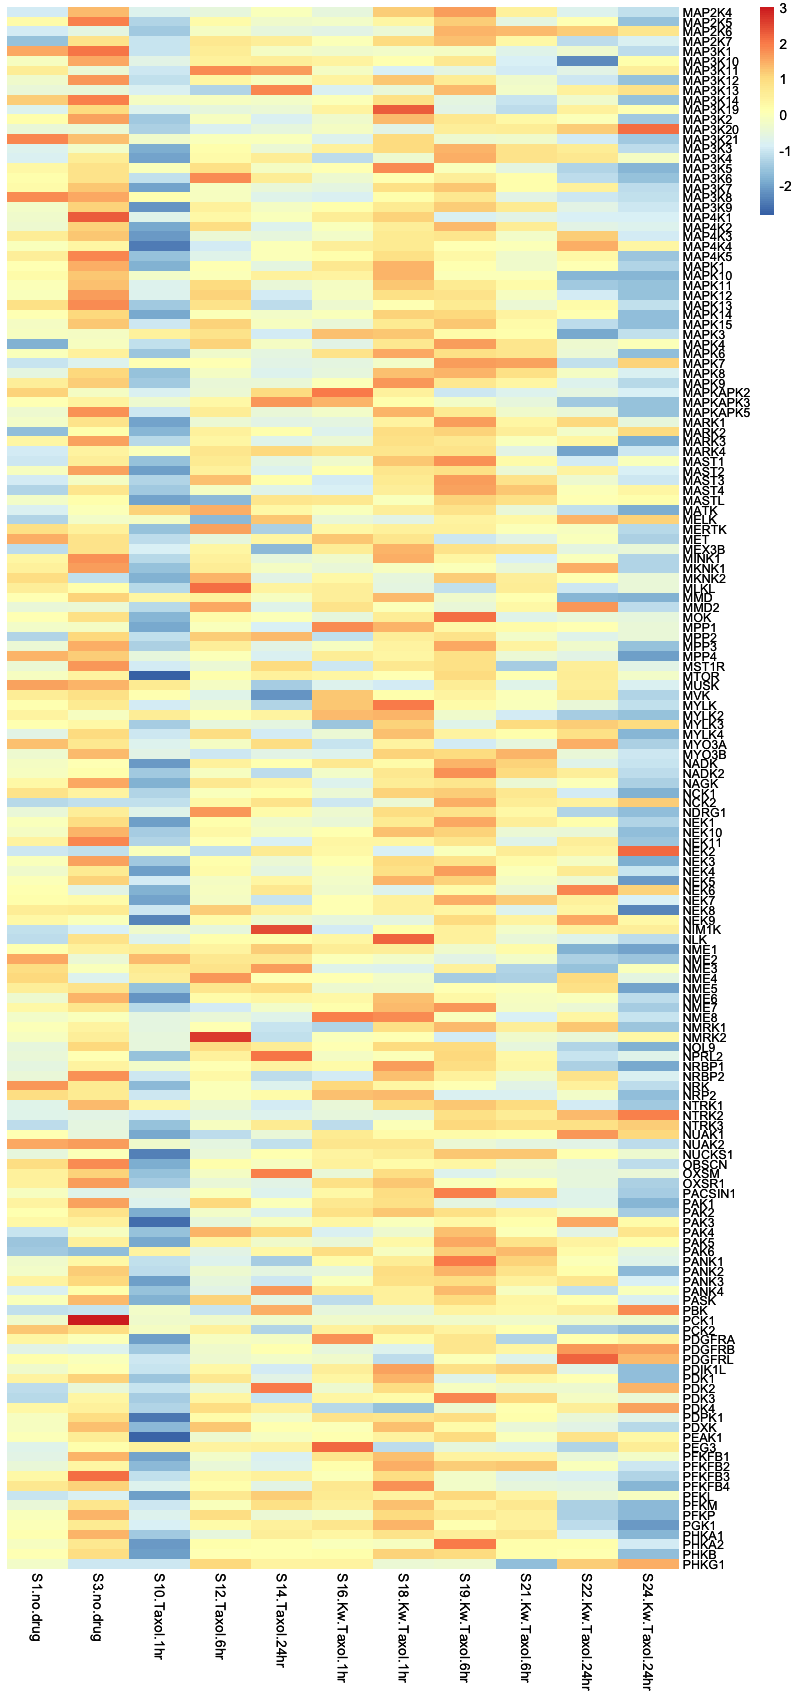 MAP2K4
MAP2K5
MAP2K6
MAP2K7
MAP3K1
MAP3K10
MAP3K11
MAP3K12
MAP3K13
MAP3K14
MAP3K19
MAP3K2
MAP3K20
MAP3K21
MAP3K3
MAP3K4
MAP3K5
MAP3K6
MAP3K7
MAP3K8
MAP3K9
MAP4K1
MAP4K2
MAP4K3
MAP4K4
MAP4K5
MAPK1
MAPK10
MAPK11
MAPK12
MAPK13
MAPK14
MAPK15
MAPK3
MAPK4
MAPK6
MAPK7
MAPK8
MAPK9
MAPKAPK2
MAPKAPK3
MAPKAPK5
MARK1
MARK2
MARK3
MARK4
MAST1
MAST2
MAST3
MAST4
MASTL
MATK
MELK
MERTK
MET
MEX3B
MINK1
MKNK1
MKNK2
MLKL
MMD
MMD2
MOK
MPP1
MPP2
MPP3
MPP4
MST1R
MTOR
MUSK
MVK
MYLK
MYLK2
MYLK3
MYLK4
MYO3A
MYO3B
NADK
NADK2
NAGK
NCK1
NCK2
NDRG1
NEK1
NEK10
NEK11
NEK2
NEK3
NEK4
NEK5
NEK6
NEK7
NEK8
NEK9
NIM1K
NLK
NME1
NME2
NME3
NME4
NME5
NME6
NME7
NME8
NMRK1
NMRK2
NOL9
NPRL2
NRBP1
NRBP2
NRK
NRP2
NTRK1
NTRK2
NTRK3
NUAK1
NUAK2
NUCKS1
OBSCN
OXSM
OXSR1
PACSIN1
PAK1
PAK2
PAK3
PAK4
PAK5
PAK6
PANK1
PANK2
PANK3
PANK4
PASK
PBK
PCK1
PCK2
PDGFRA
PDGFRB
PDGFRL
PDIK1L
PDK1
PDK2
PDK3
PDK4
PDPK1
PDXK
PEAK1
PEG3
PFKFB1
PFKFB2
PFKFB3
PFKFB4
PFKL
PFKM
PFKP
PGK1
PHKA1
PHKA2
PHKB
PHKG1
3
2
1
0
-1
-2
S1.no.drug
S3.no.drug
S10.Taxol.1hr
S12.Taxol.6hr
S14.Taxol.24hr
S16.Kw.Taxol.1hr
S18.Kw.Taxol.1hr
S19.Kw.Taxol.6hr
S21.Kw.Taxol.6hr
S22.Kw.Taxol.24hr
S24.Kw.Taxol.24hr